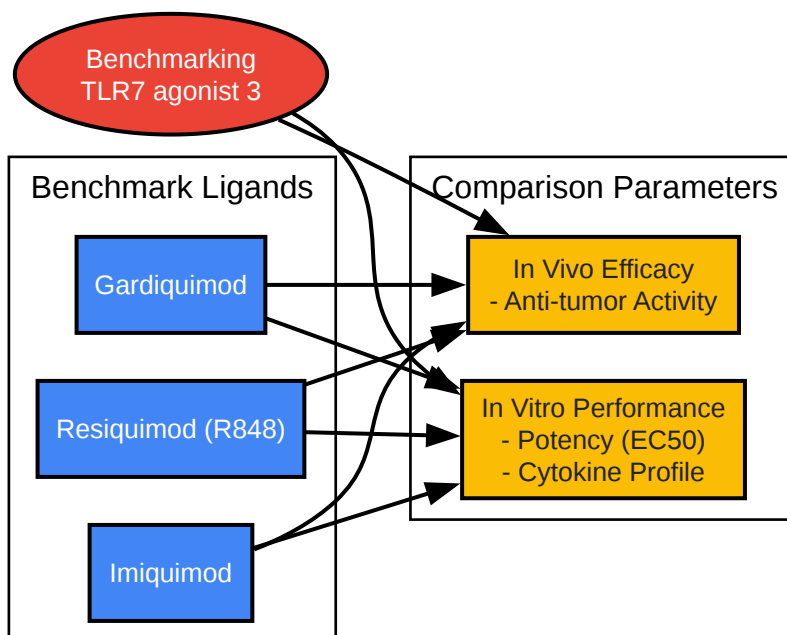 Benchmarking
TLR7 agonist 3
Benchmark Ligands
Gardiquimod
Resiquimod (R848)
Imiquimod
Comparison Parameters
In Vivo Efficacy
- Anti-tumor Activity
In Vitro Performance
- Potency (EC50)
- Cytokine Profile